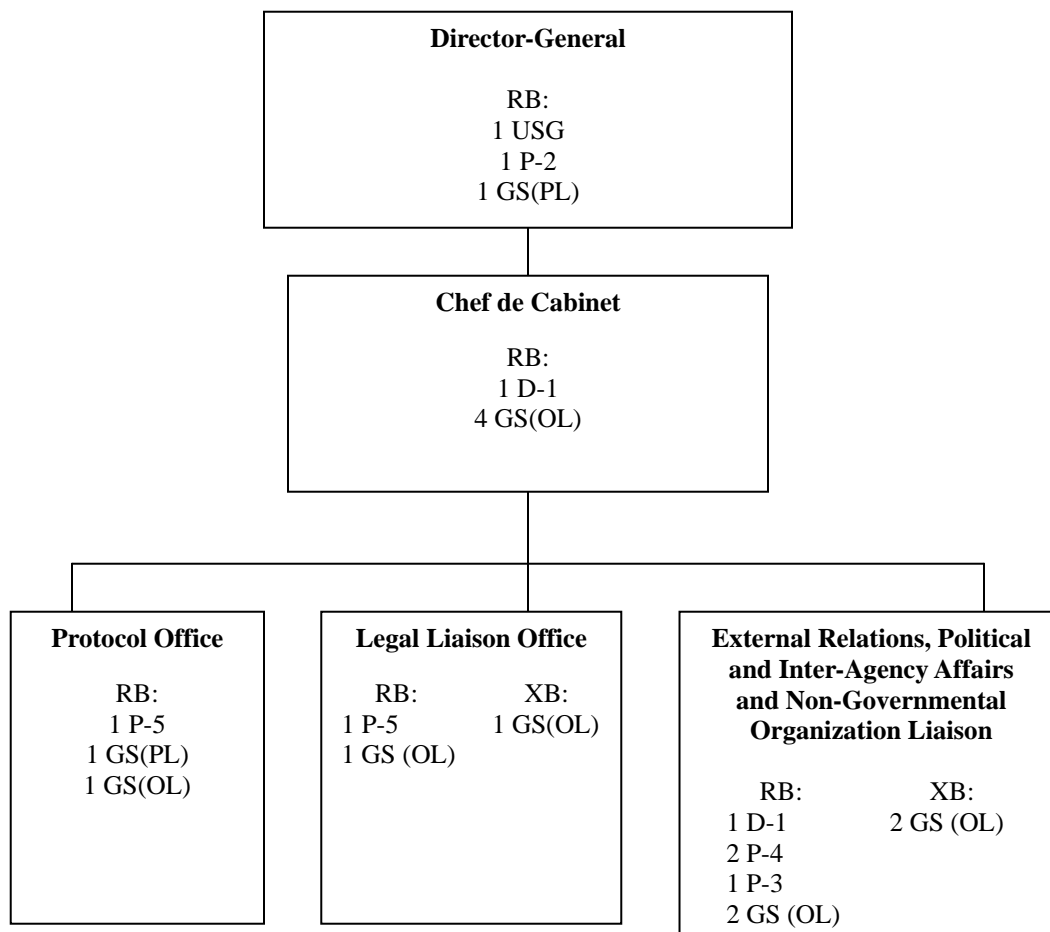 Director-General
RB:
1 USG
1 P-2
1 GS(PL)
Chef de Cabinet
RB:
1 D-1
4 GS(OL)
Protocol Office
RB:
1 P-5
1 GS(PL)
1 GS(OL)
Legal Liaison Office
RB: XB:
1 P-5 1 GS(OL)
1 GS (OL)
External Relations, Political
and Inter-Agency Affairs
and Non-Governmental
Organization Liaison
RB: XB:
1 D-1 2 GS (OL)
2 P-4
1 P-3
2 GS (OL)